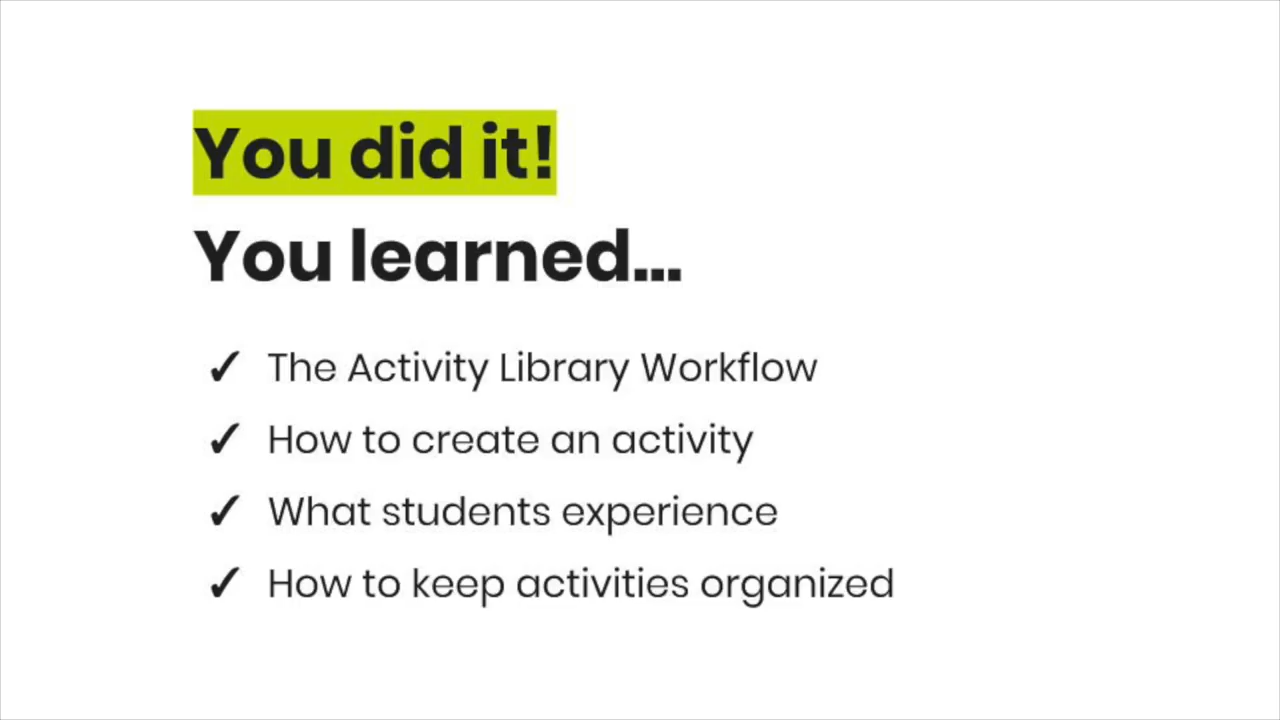 You did it!
You learned...
✓ The Activity Library Workflow
✓ How to create an activity
✓ What students experience
✓ How to keep activities organized